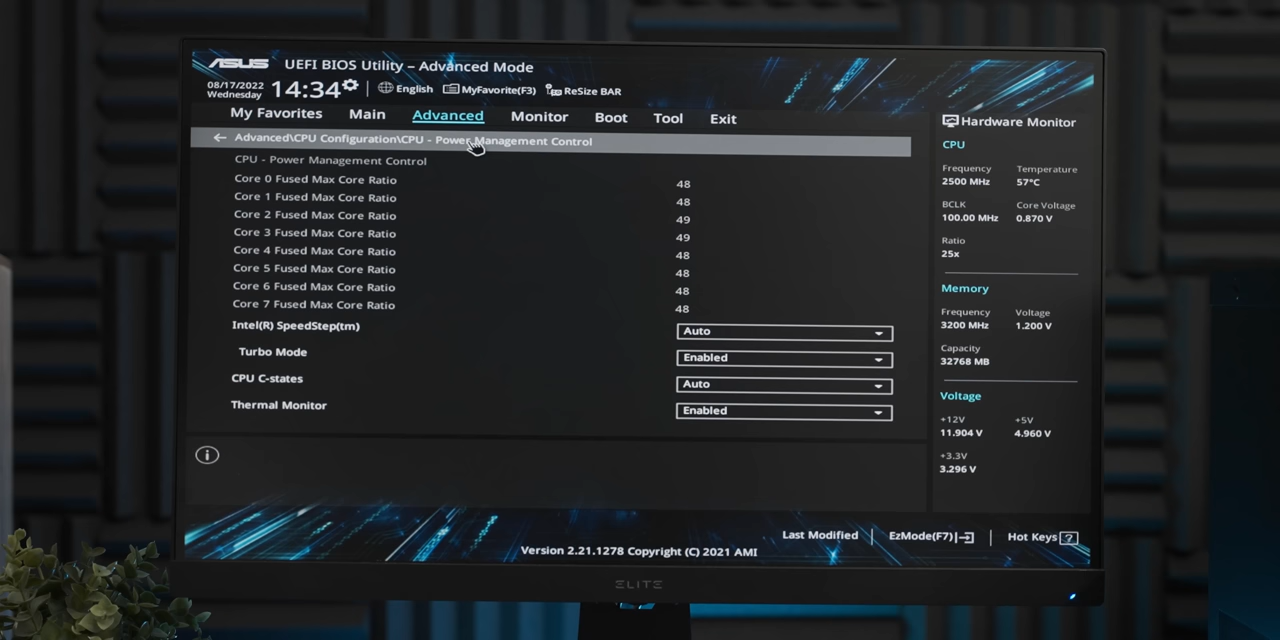 ASUS UEFI BIOS Utility – Advanced Mode
08/17/2022 Wednesday 14:34 English MyFavorite(F3) ReSize BAR
My Favorites Main Advanced Monitor Boot Tool Exit
← Advanced\CPU Configuration\CPU - Power Management Control
CPU - Power Management Control
Core 0 Fused Max Core Ratio 48
Core 1 Fused Max Core Ratio 48
Core 2 Fused Max Core Ratio 49
Core 3 Fused Max Core Ratio 49
Core 4 Fused Max Core Ratio 48
Core 5 Fused Max Core Ratio 48
Core 6 Fused Max Core Ratio 48
Core 7 Fused Max Core Ratio 48
Intel(R) SpeedStep(tm) Auto
Turbo Mode Enabled
CPU C-states Auto
Thermal Monitor Enabled
Hardware Monitor
CPU
Frequency Temperature
2500 MHz 57°C
BCLK Core Voltage
100.00 MHz 0.870 V
Ratio
25x
Memory
Frequency Voltage
3200 MHz 1.200 V
Capacity
32768 MB
Voltage
+12V +5V
11.904 V 4.960 V
+3.3V
3.296 V
Last Modified EzMode(F7) Hot Keys ?
Version 2.21.1278 Copyright (C) 2021 AMI
ELITE